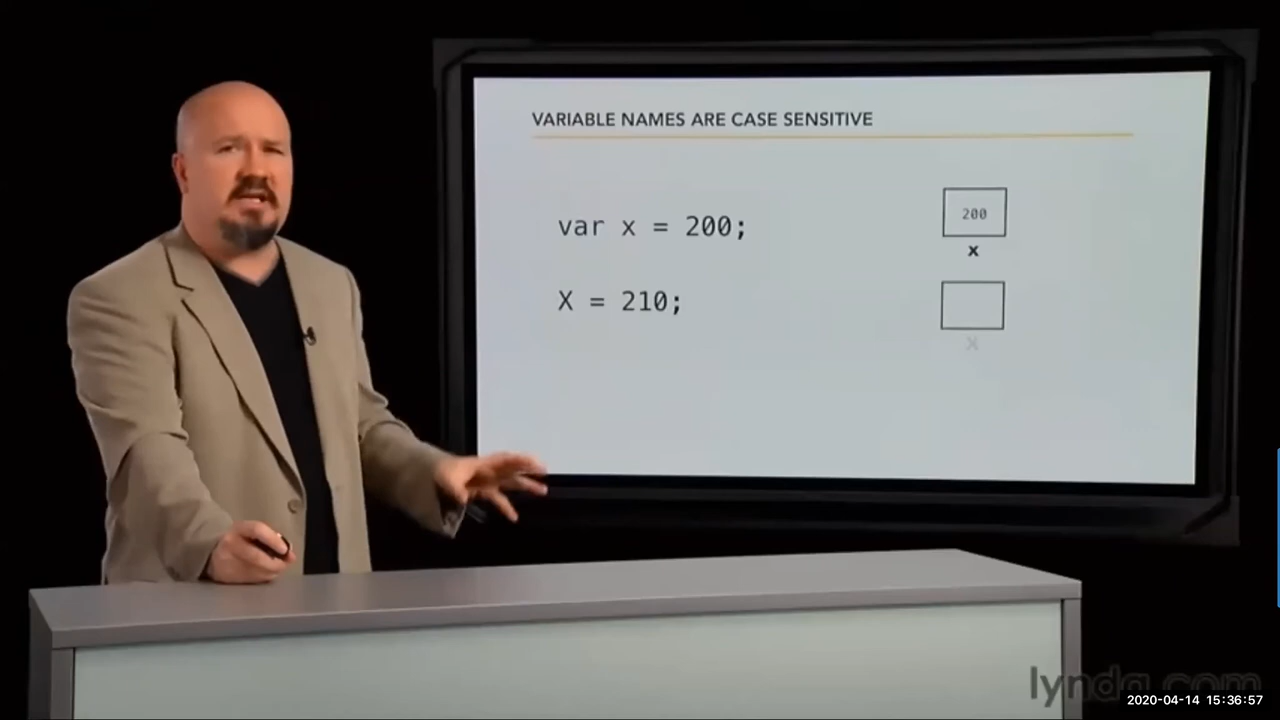 VARIABLE NAMES ARE CASE SENSITIVE
var x = 200;
200
x
X = 210;
X
lynda.com
2020-04-14 15:36:57